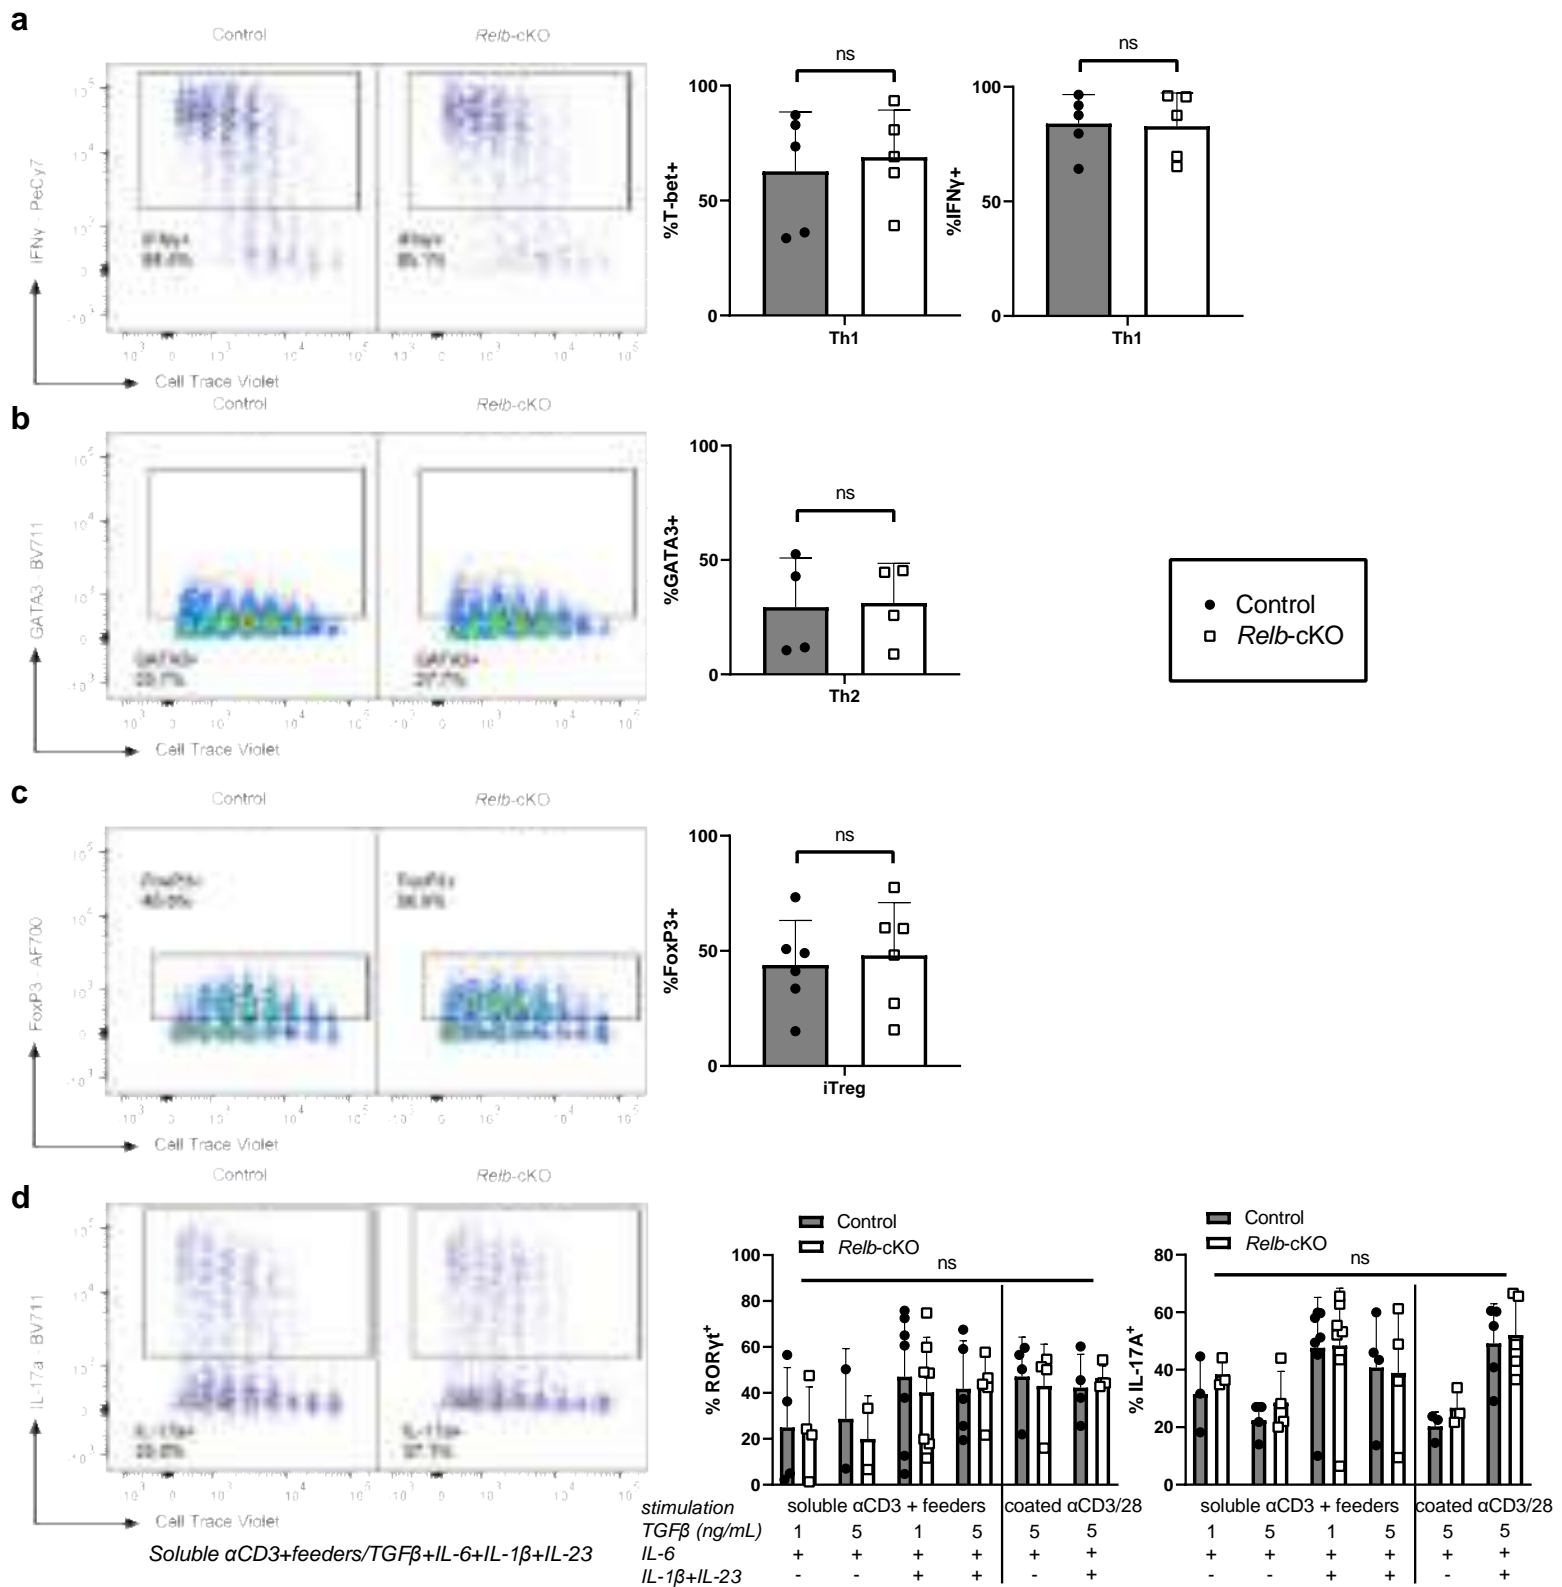 a
Control
Relb-cKO
IFNγ - PeCy7
Cell Trace Violet
ns
100
50
0
%T-bet+
Th1
ns
100
50
0
%IFNγ+
Th1
b
Control
Relb-cKO
GATA3 - BV711
GATA3+
Cell Trace Violet
ns
100
50
0
%GATA3+
Th2
Control
Relb-cKO
c
Control
Relb-cKO
FoxP3 - AF700
Cell Trace Violet
ns
100
50
0
%FoxP3+
iTreg
d
Control
Relb-cKO
IL-17a - BV711
Cell Trace Violet
Soluble αCD3+feeders/TGFβ+IL-6+IL-1β+IL-23
Control
Relb-cKO
ns
100
80
60
40
20
0
% RORγt+
Control
Relb-cKO
ns
80
60
40
20
0
% IL-17A+
stimulation soluble αCD3 + feeders coated αCD3/28 soluble αCD3 + feeders coated αCD3/28
TGFβ (ng/mL) 1 5 1 5 5 5 1 5 1 5 5 5
IL-6 + + + + + + + + + + + +
IL-1β+IL-23 - - + + - + - - + + - +